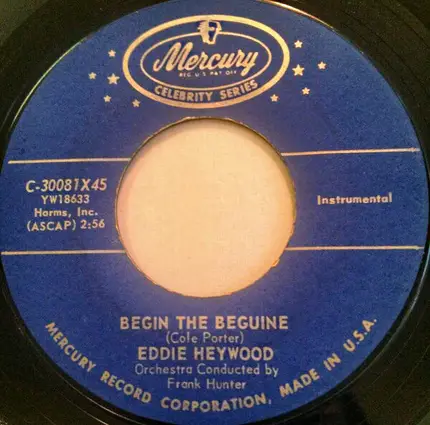 Mercury
REG. U.S. PAT. OFF.
CELEBRITY SERIES
C-30081X45
YW18633
Harms, Inc.
(ASCAP) 2:56
Instrumental
BEGIN THE BEGUINE
(Cole Porter)
EDDIE HEYWOOD
Orchestra Conducted by
Frank Hunter
MERCURY RECORD CORPORATION, MADE IN U.S.A.